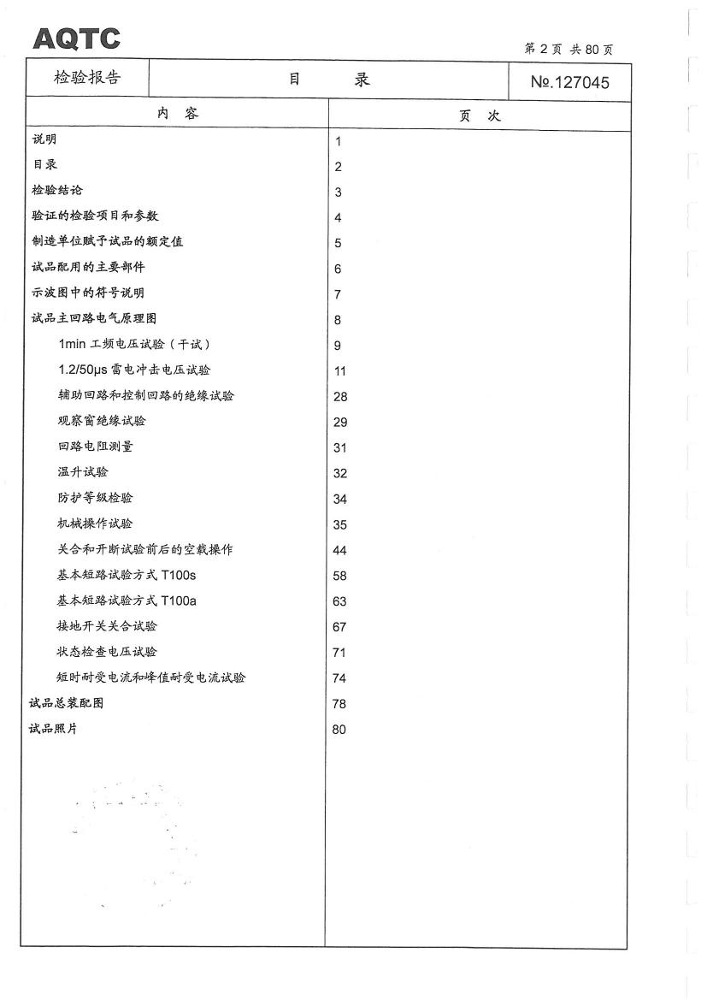 AQTC
第 2 页 共 80 页
检验报告 目 录 №.127045
内 容 页 次
说明 1
目录 2
检验结论 3
验证的检验项目和参数 4
制造单位赋予试品的额定值 5
试品配用的主要部件 6
示波图中的符号说明 7
试品主回路电气原理图 8
1min 工频电压试验（干试） 9
1.2/50μs 雷电冲击电压试验 11
辅助回路和控制回路的绝缘试验 28
观察窗绝缘试验 29
回路电阻测量 31
温升试验 32
防护等级检验 34
机械操作试验 35
关合和开断试验前后的空载操作 44
基本短路试验方式 T100s 58
基本短路试验方式 T100a 63
接地开关关合试验 67
状态检查电压试验 71
短时耐受电流和峰值耐受电流试验 74
试品总装配图 78
试品照片 80